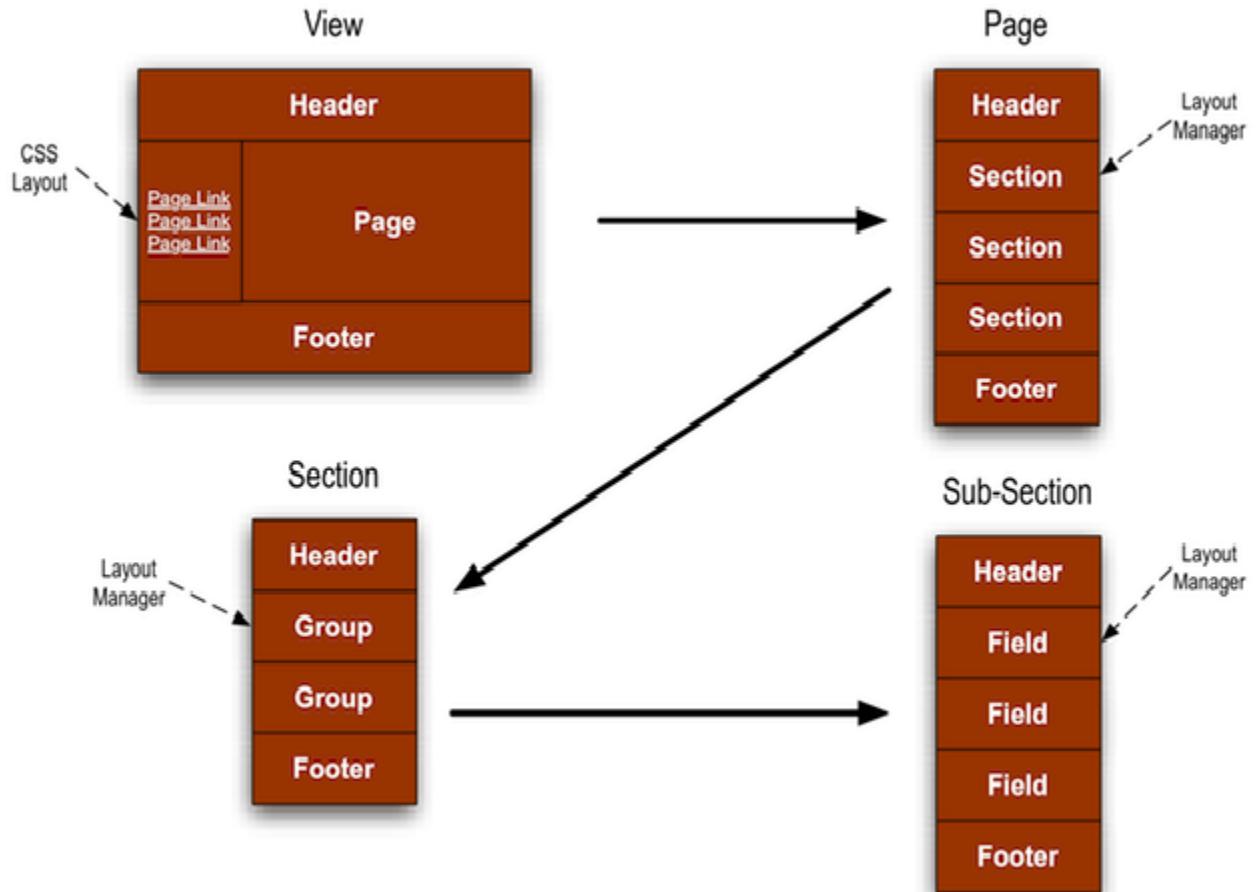 View
Header
CSS
Layout
Page Link
Page Link
Page Link
Page
Footer
Page
Header
Section
Section
Section
Footer
Layout
Manager
Section
Header
Group
Group
Footer
Layout
Manager
Sub-Section
Header
Field
Field
Field
Footer
Layout
Manager